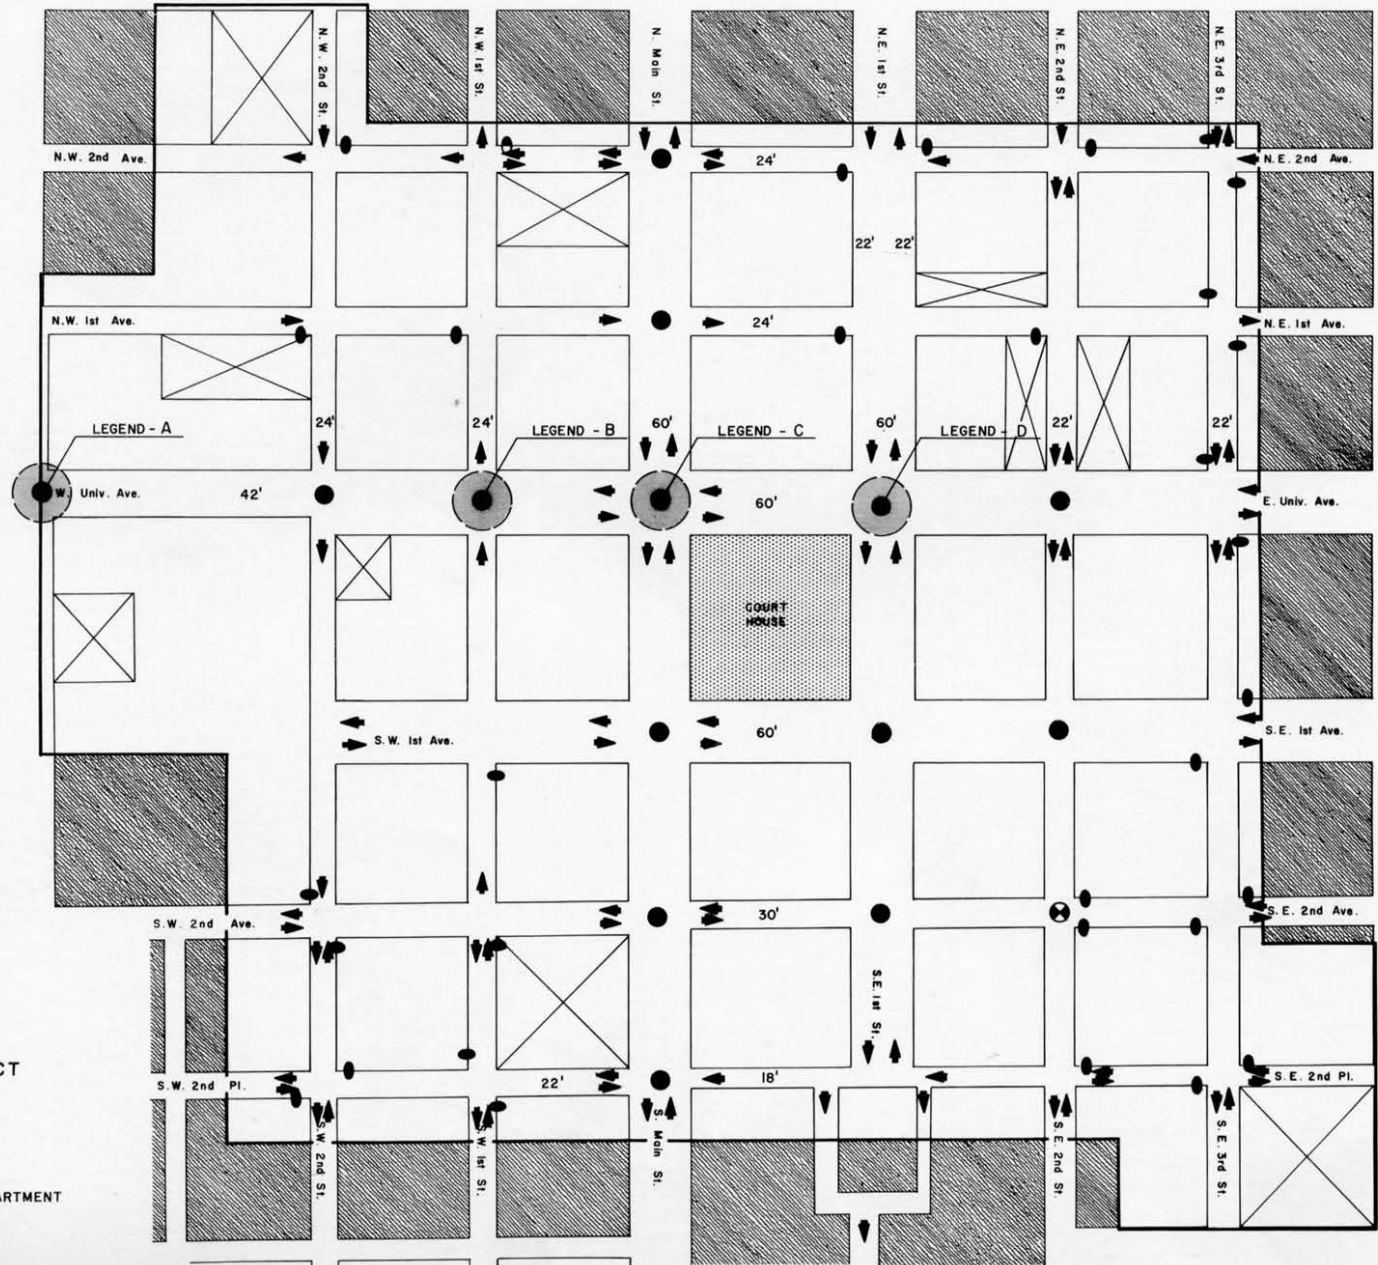 N.W. 2nd St.
N.W. 1st St.
N. Main St.
N.E. 1st St.
N.E. 2nd St.
N.E. 3rd St.
N.W. 2nd Ave.
24'
N.E. 2nd Ave.
22'
22'
N.W. 1st Ave.
24'
N.E. 1st Ave.
24'
24'
60'
60'
22'
22'
LEGEND - A
LEGEND - B
LEGEND - C
LEGEND - D
W. Univ. Ave.
42'
60'
E. Univ. Ave.
COURT
HOUSE
S.W. 1st Ave.
60'
S.E. 1st Ave.
S.W. 2nd Ave.
30'
S.E. 2nd Ave.
S.E. 1st St.
CT
S.W. 2nd Pl.
22'
18'
S.E. 2nd Pl.
S.W. 2nd St.
S.W. 1st St.
S. Main St.
S.E. 2nd St.
S.E. 3rd St.
ARTMENT